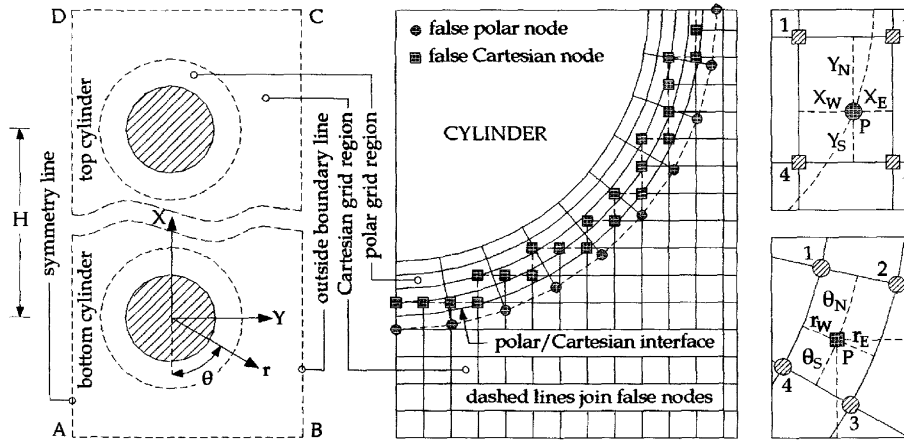 D
C
top cylinder
H
symmetry line
X
bottom cylinder
Y
r
θ
A
B
outside boundary line
Cartesian grid region
polar grid region
false polar node
false Cartesian node
CYLINDER
polar/Cartesian interface
dashed lines join false nodes
1
Y_N
X_W X_E
P
Y_S
4
1
2
θ_N
r_W r_E
θ_S P
4
3